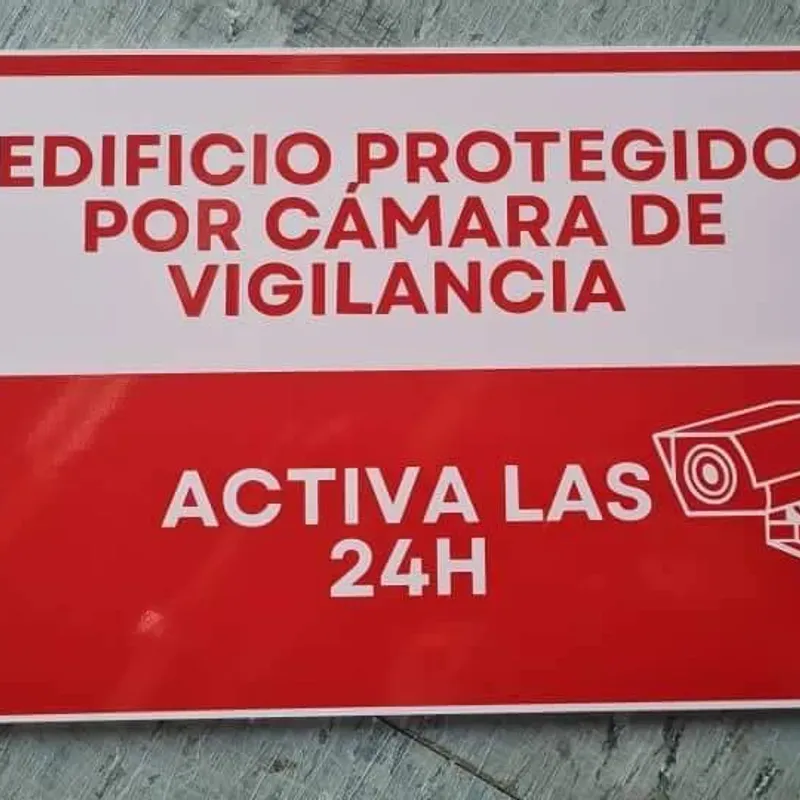 EDIFICIO PROTEGIDO
POR CÁMARA DE
VIGILANCIA
ACTIVA LAS
24H